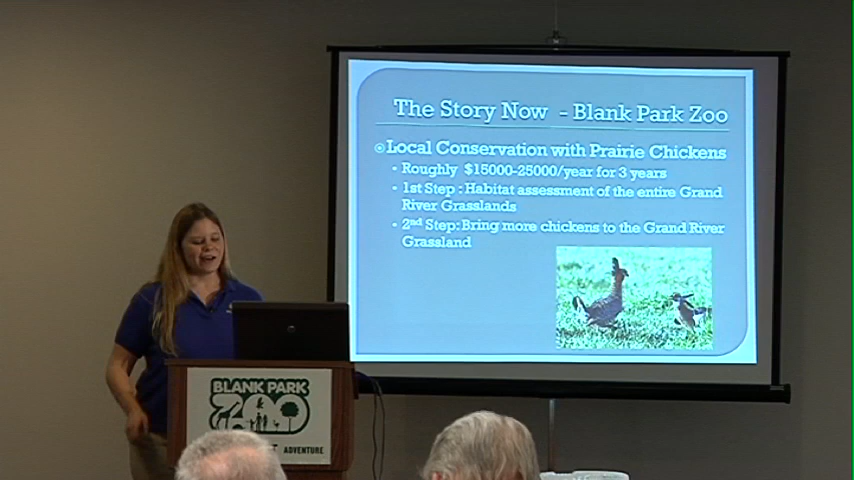 The Story Now - Blank Park Zoo
Local Conservation with Prairie Chickens
Roughly $15000-25000/year for 3 years
1st Step : Habitat assessment of the entire Grand
River Grasslands
2nd Step: Bring more chickens to the Grand River
Grassland
BLANK PARK
ZOO
ADVENTURE